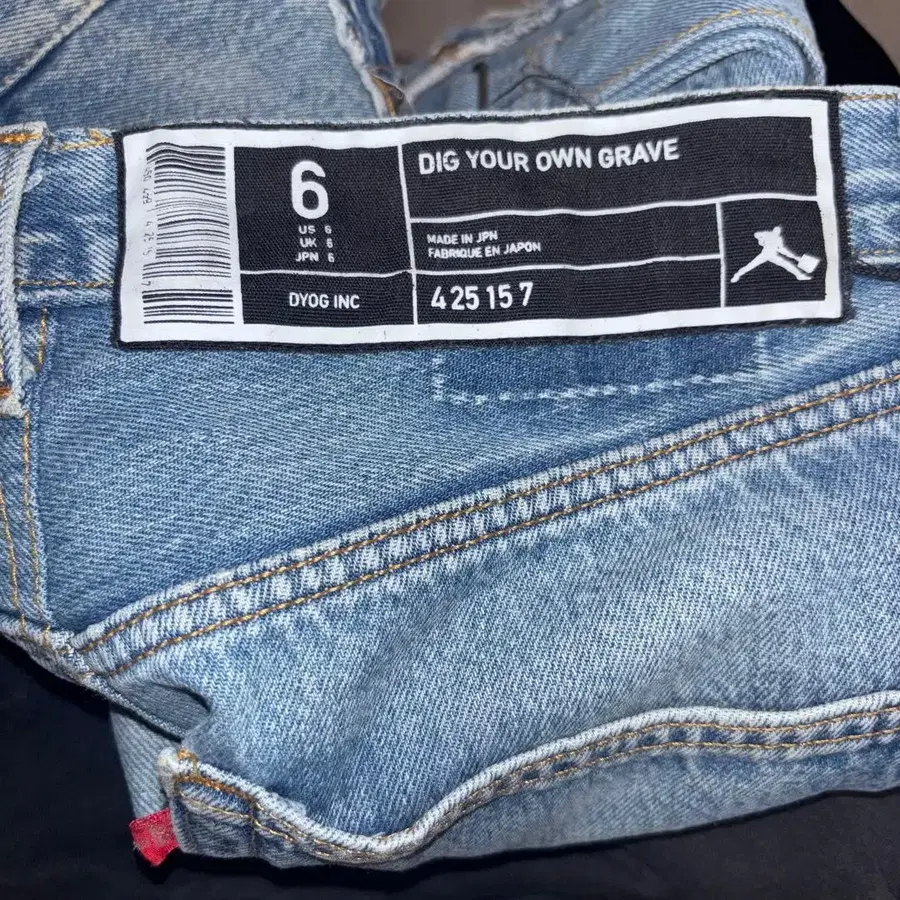 6
US 6
UK 6
JPN 6
DYOG INC
DIG YOUR OWN GRAVE
MADE IN JPN
FABRIQUE EN JAPON
4 25 15 7